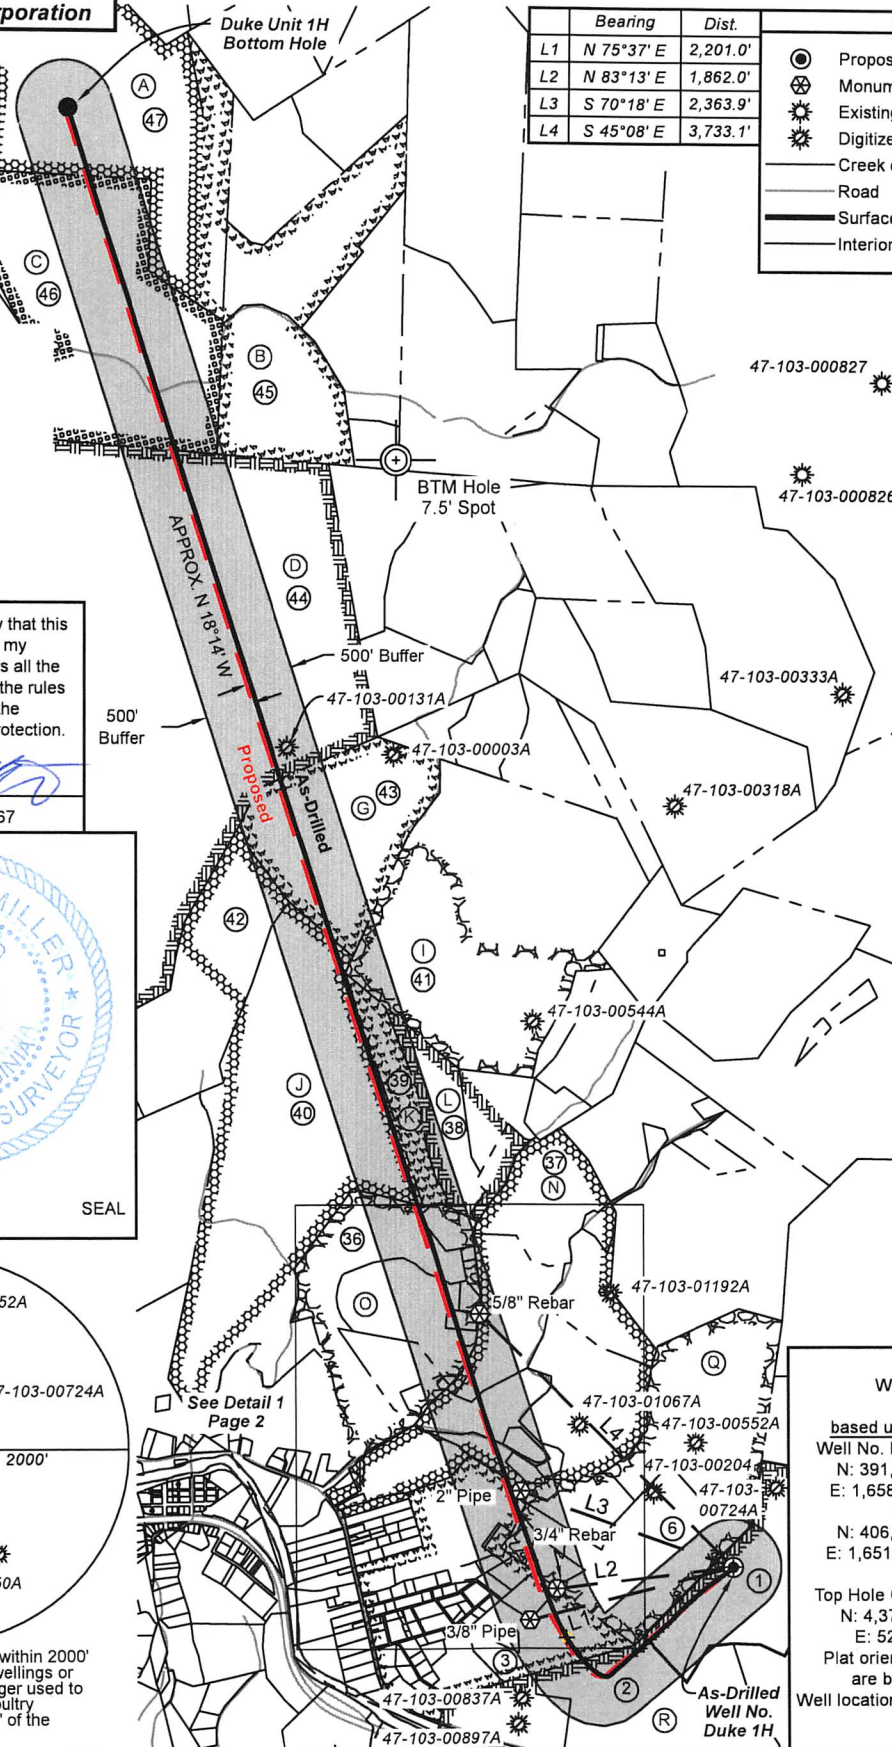 poration
Duke Unit 1H
Bottom Hole
Bearing Dist.
L1 N 75°37' E 2,201.0'
L2 N 83°13' E 1,862.0'
L3 S 70°18' E 2,363.9'
L4 S 45°08' E 3,733.1'
Propos
Monum
Existing
Digitize
Creek
Road
Surface
Interior
A
47
C
46
B
45
47-103-000827
47-103-000826
BTM Hole
7.5' Spot
D
44
APPROX. N 18°14' W
500' Buffer
500'
Buffer
47-103-00131A
47-103-00003A
47-103-00333A
47-103-00318A
Proposed
As-Drilled
y that this
my
s all the
the rules
the
otection.
67
MILLER
SURVEYOR
SEAL
G
43
42
I
41
47-103-00544A
J
40
39
K
L
38
37
N
36
O
5/8" Rebar
47-103-01192A
Q
52A
7-103-00724A
2000'
50A
See Detail 1
Page 2
47-103-01067A
L4
47-103-00552A
47-103-00204
47-103-
00724A
2" Pipe
L3
3/4" Rebar
6
L2
1
3/8" Pipe
3
2
R
47-103-00837A
47-103-00897A
As-Drilled
Well No.
Duke 1H
within 2000'
wellings or
ger used to
oultry
' of the
W
based u
Well No.
N: 391,
E: 1,658
N: 406,
E: 1,651
Top Hole
N: 4,37
E: 52
Plat orien
are b
Well location